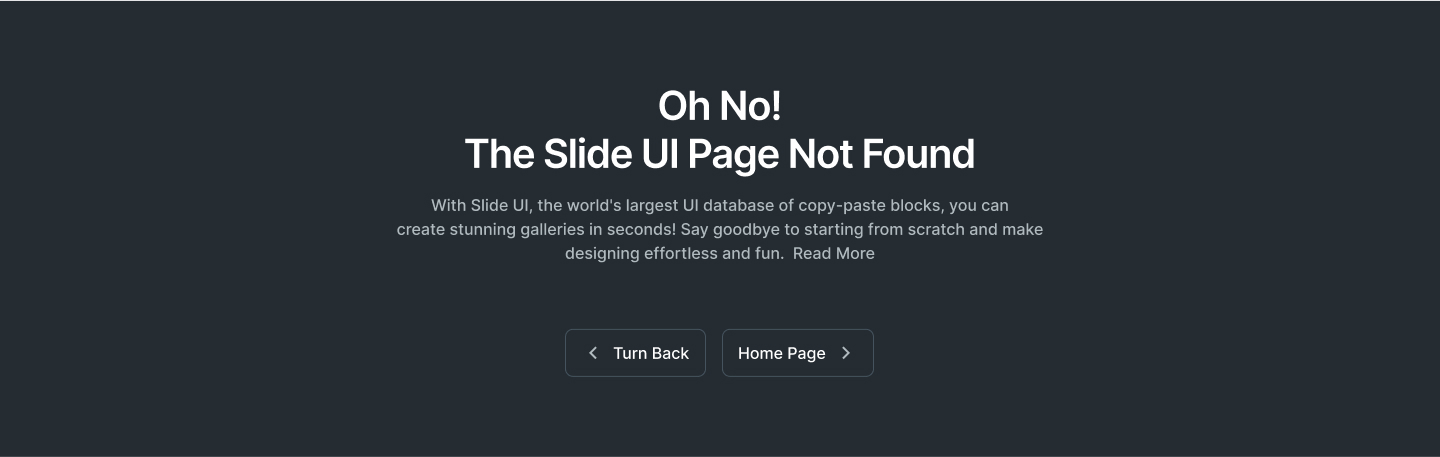 Oh No!
The Slide UI Page Not Found
With Slide UI, the world's largest UI database of copy-paste blocks, you can
create stunning galleries in seconds! Say goodbye to starting from scratch and make
designing effortless and fun. Read More
Turn Back
Home Page